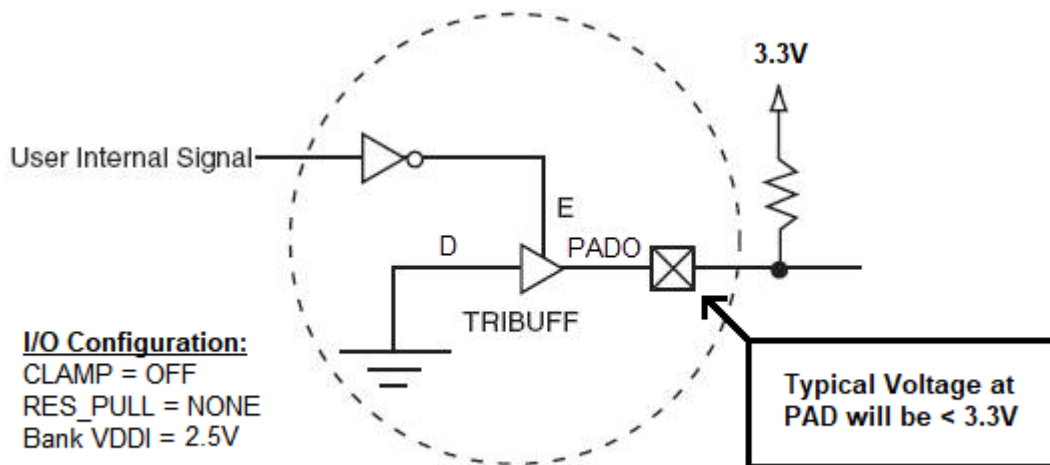 3.3V
User Internal Signal
E
D
PADO
TRIBUFF
I/O Configuration:
CLAMP = OFF
RES_PULL = NONE
Bank VDDI = 2.5V
Typical Voltage at
PAD will be < 3.3V